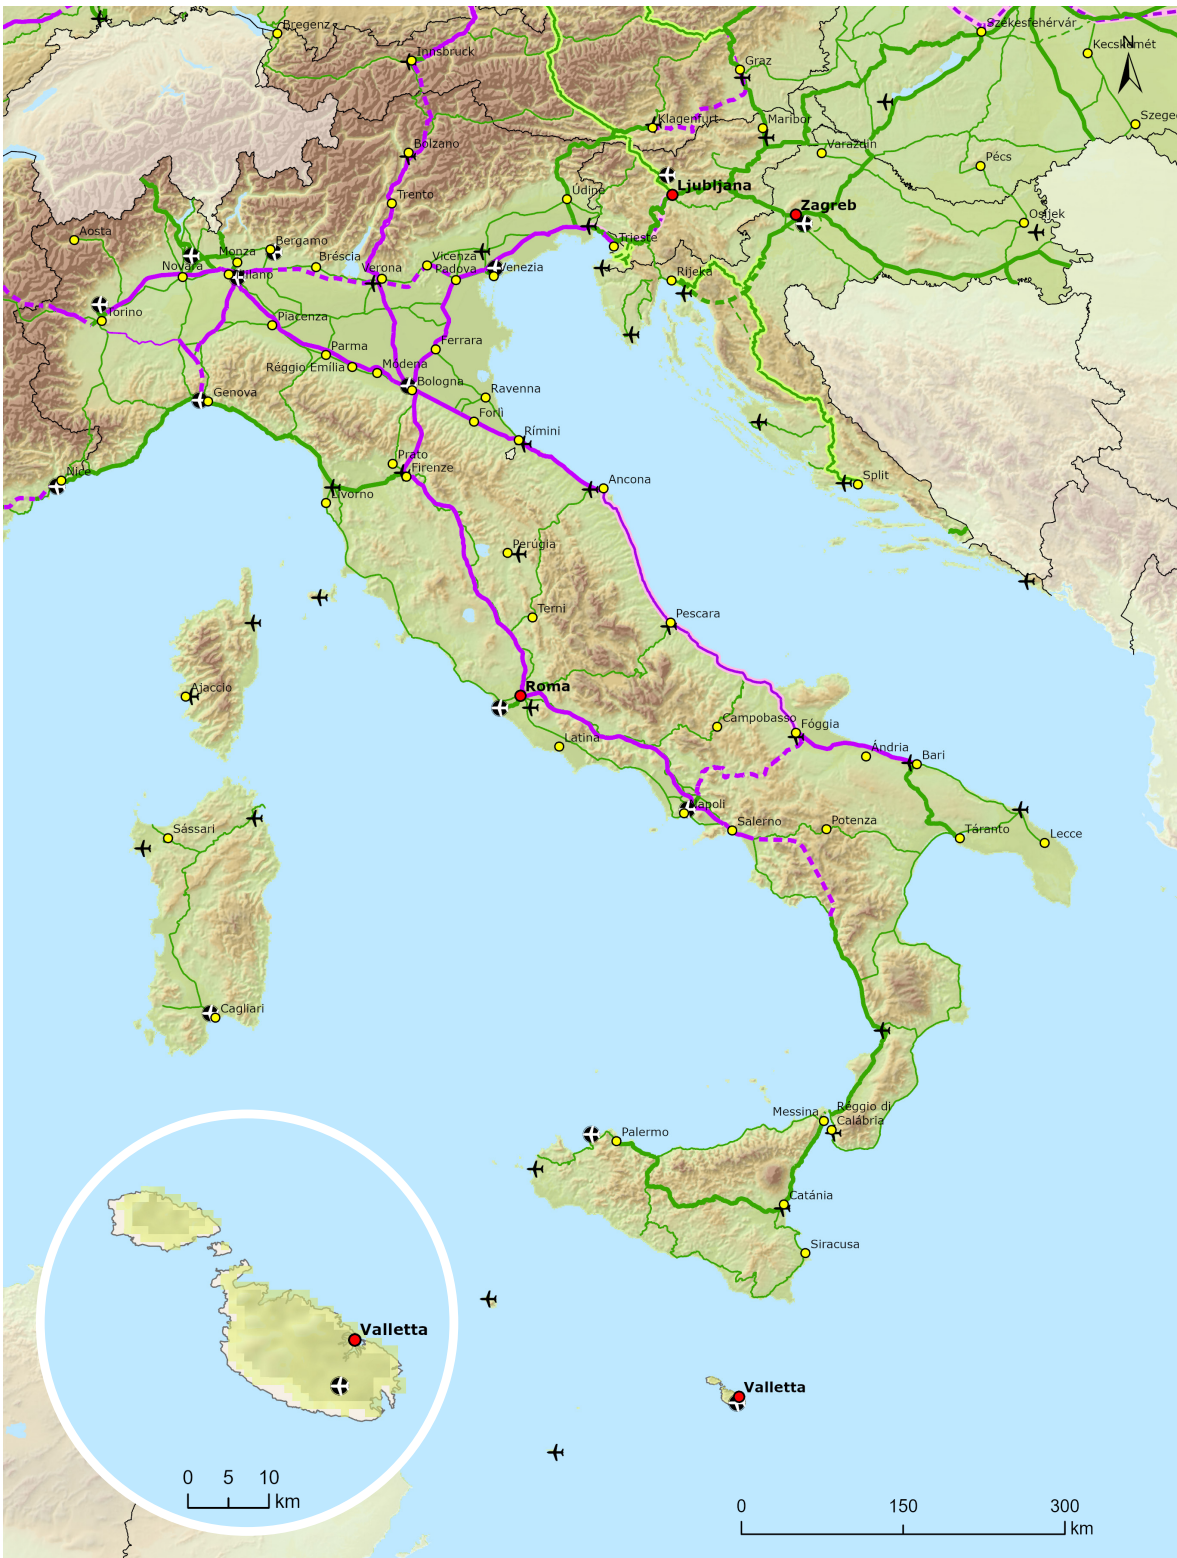 Bregenz
Székesfehérvár
Kecskemét
N
Innsbruck
Graz
Klagenfurt
Maribor
Szege
Varaždin
Bolzano
Pécs
Ljubljana
Trento
Údine
Zagreb
Osijek
Aosta
Trieste
Monza
Bergamo
Vicenza
Novara
Bréscia
Verona
Padova
Venezia
Milano
Rijeka
Torino
Piacenza
Parma
Ferrara
Réggio Emília
Módena
Bologna
Genova
Ravenna
Forlì
Rímini
Prato
Firenze
Nice
Livorno
Ancona
Split
Perúgia
Terni
Pescara
Roma
Ajaccio
Campobasso
Fóggia
Latina
Ándria
Bari
Napoli
Sássari
Salerno
Potenza
Táranto
Lecce
Cagliari
Messina
Réggio di
Calábria
Palermo
Catánia
Siracusa
Valletta
Valletta
0 5 10
km
0 150 300
km